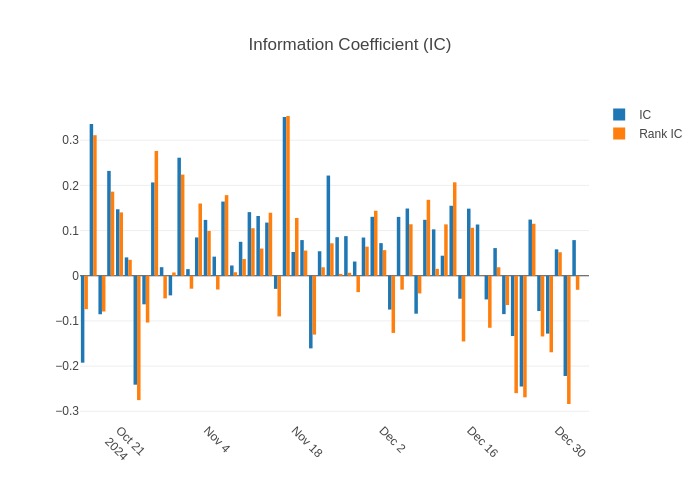 Information Coefficient (IC)
IC
Rank IC
0.3
0.2
0.1
0
−0.1
−0.2
−0.3
Oct 21
2024
Nov 4
Nov 18
Dec 2
Dec 16
Dec 30